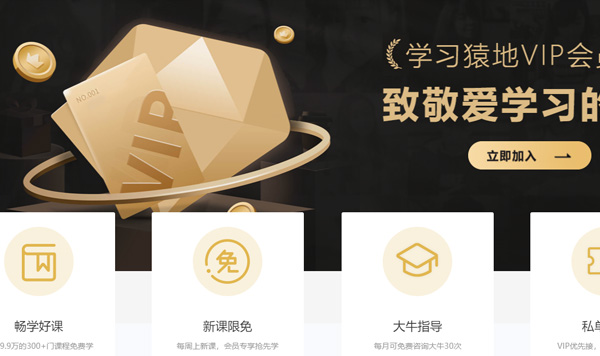 NO.001
VIP
学习猿地VIP会
致敬爱学习的
立即加入
免
畅学好课
9.9万的300+门课程免费学
新课限免
每周上新课，会员专享抢先学
大牛指导
每月可免费咨询大牛30次
私单
VIP优先接，